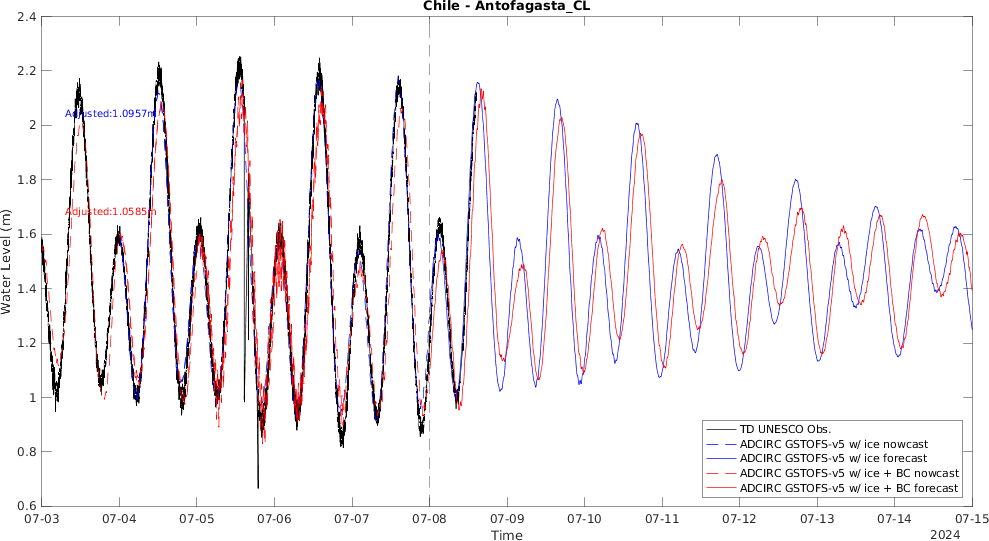 Chile - Antofagasta_CL
2.4
2.2
2
1.8
1.6
1.4
1.2
1
0.8
0.6
Water Level (m)
Adjusted:1.0957m
Adjusted:1.0585m
TD UNESCO Obs.
ADCIRC GSTOFS-v5 w/ ice nowcast
ADCIRC GSTOFS-v5 w/ ice forecast
ADCIRC GSTOFS-v5 w/ ice + BC nowcast
ADCIRC GSTOFS-v5 w/ ice + BC forecast
07-03 07-04 07-05 07-06 07-07 07-08 07-09 07-10 07-11 07-12 07-13 07-14 07-15
Time
2024